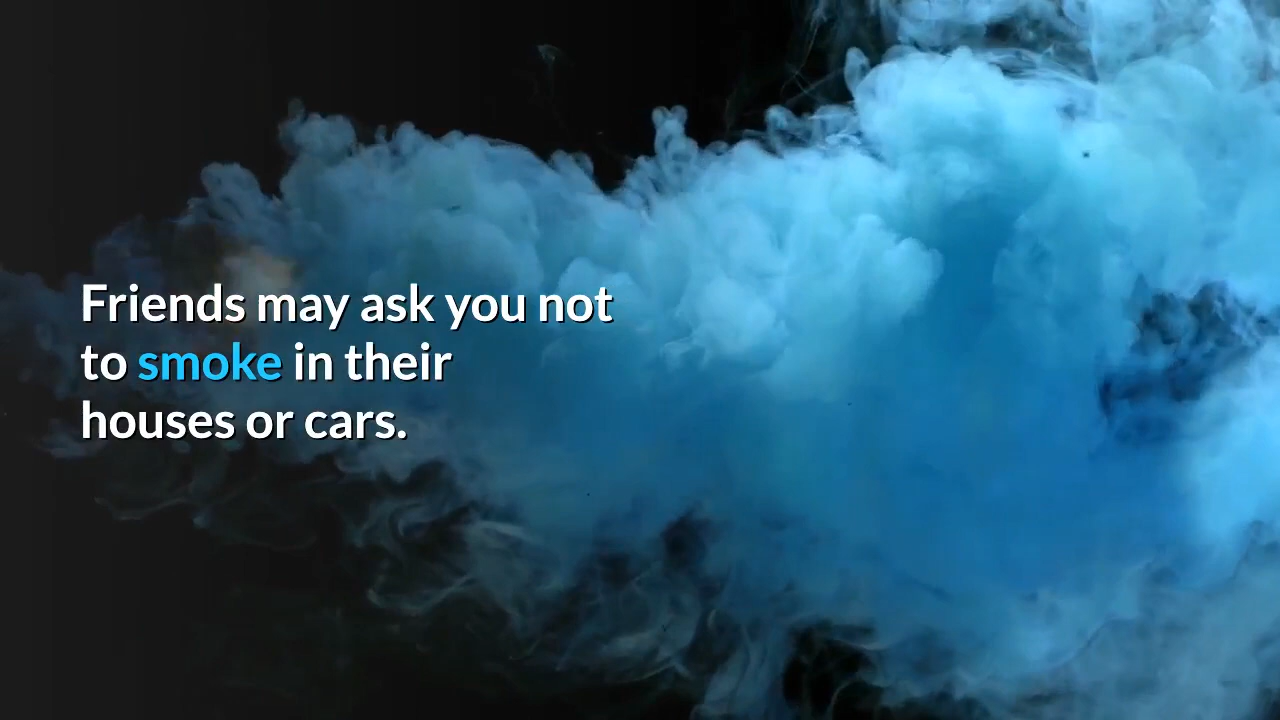 Friends may ask you not
to smoke in their
houses or cars.